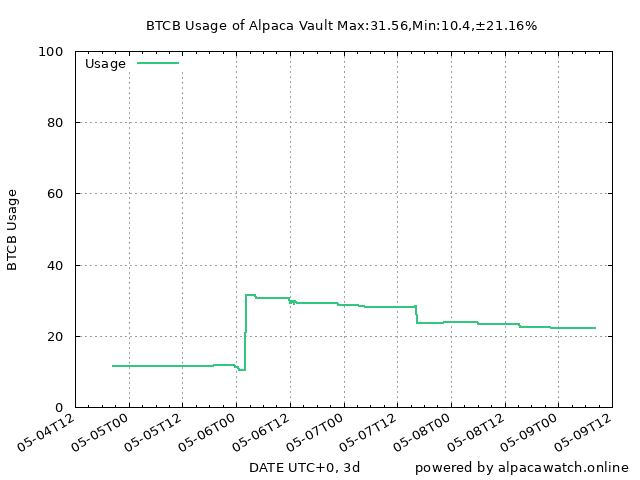 BTCB Usage of Alpaca Vault Max:31.56,Min:10.4,±21.16%
Usage
100
80
60
40
20
0
BTCB Usage
05-04T12
05-05T00
05-05T12
05-06T00
05-06T12
05-07T00
05-07T12
05-08T00
05-08T12
05-09T00
05-09T12
DATE UTC+0, 3d
powered by alpacawatch.online